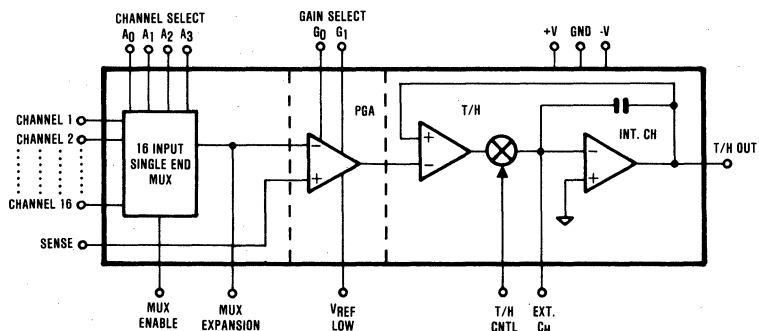 CHANNEL SELECT
A0 A1 A2 A3
GAIN SELECT
G0 G1
+V GND -V
PGA
T/H
CHANNEL 1
CHANNEL 2
CHANNEL 16
16 INPUT
SINGLE END
MUX
INT. CH
T/H OUT
SENSE
MUX
ENABLE
MUX
EXPANSION
VREF
LOW
T/H
CNTL
EXT.
CH